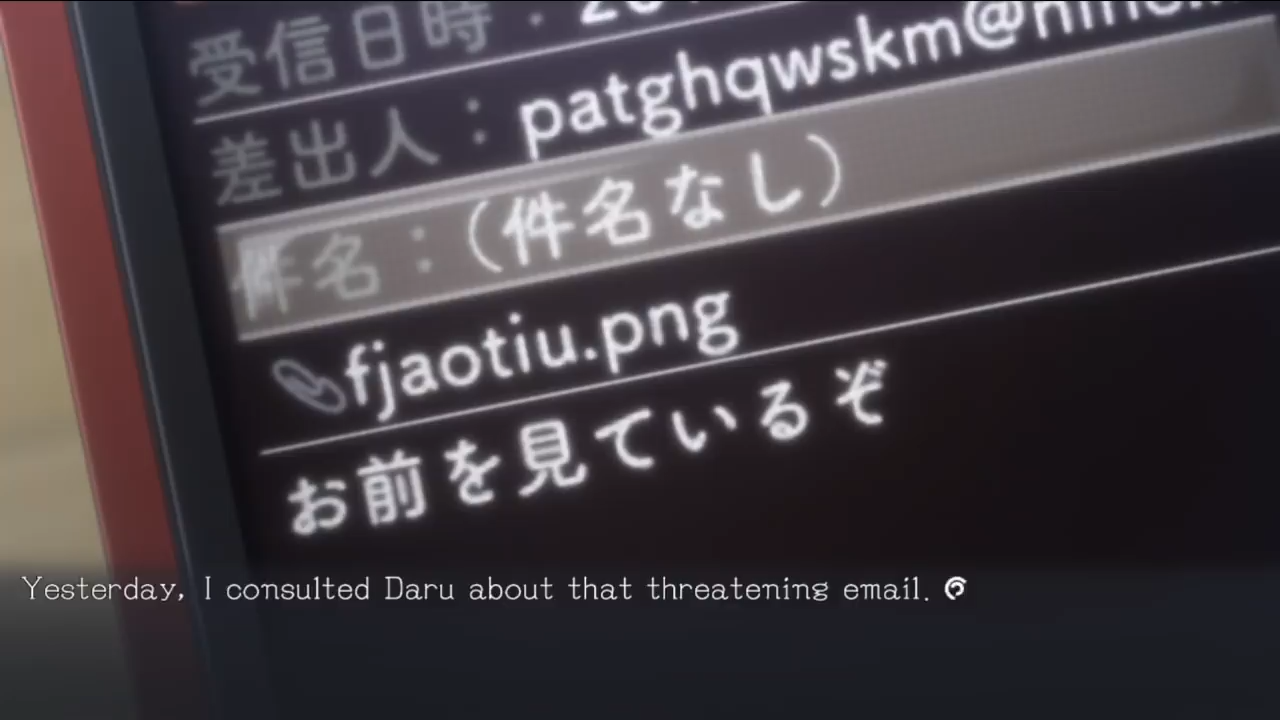 受信日時：20
差出人：patghqwskm@
件名：（件名なし）
fjaotiu.png
お前を見ているぞ
Yesterday, I consulted Daru about that threatening email.